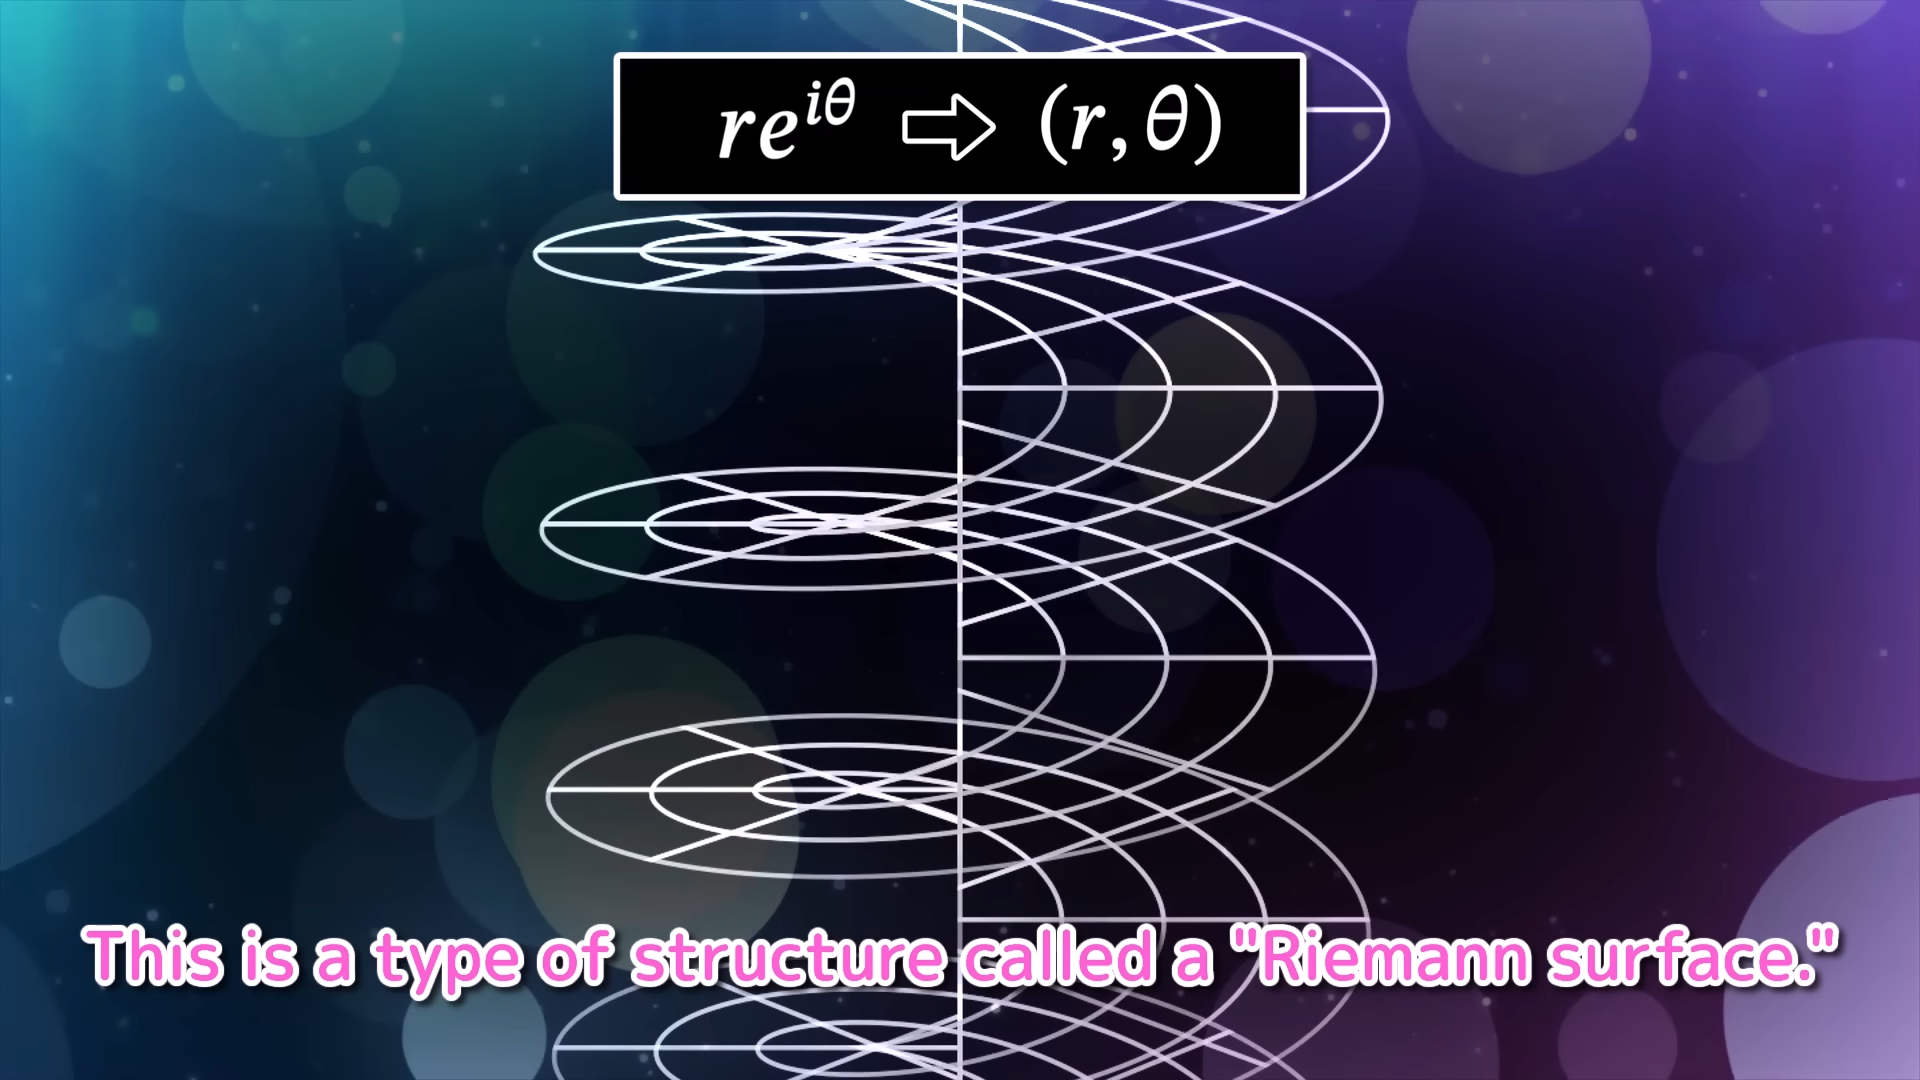 re^{iθ} ⇨ (r, θ)
This is a type of structure called a "Riemann surface."